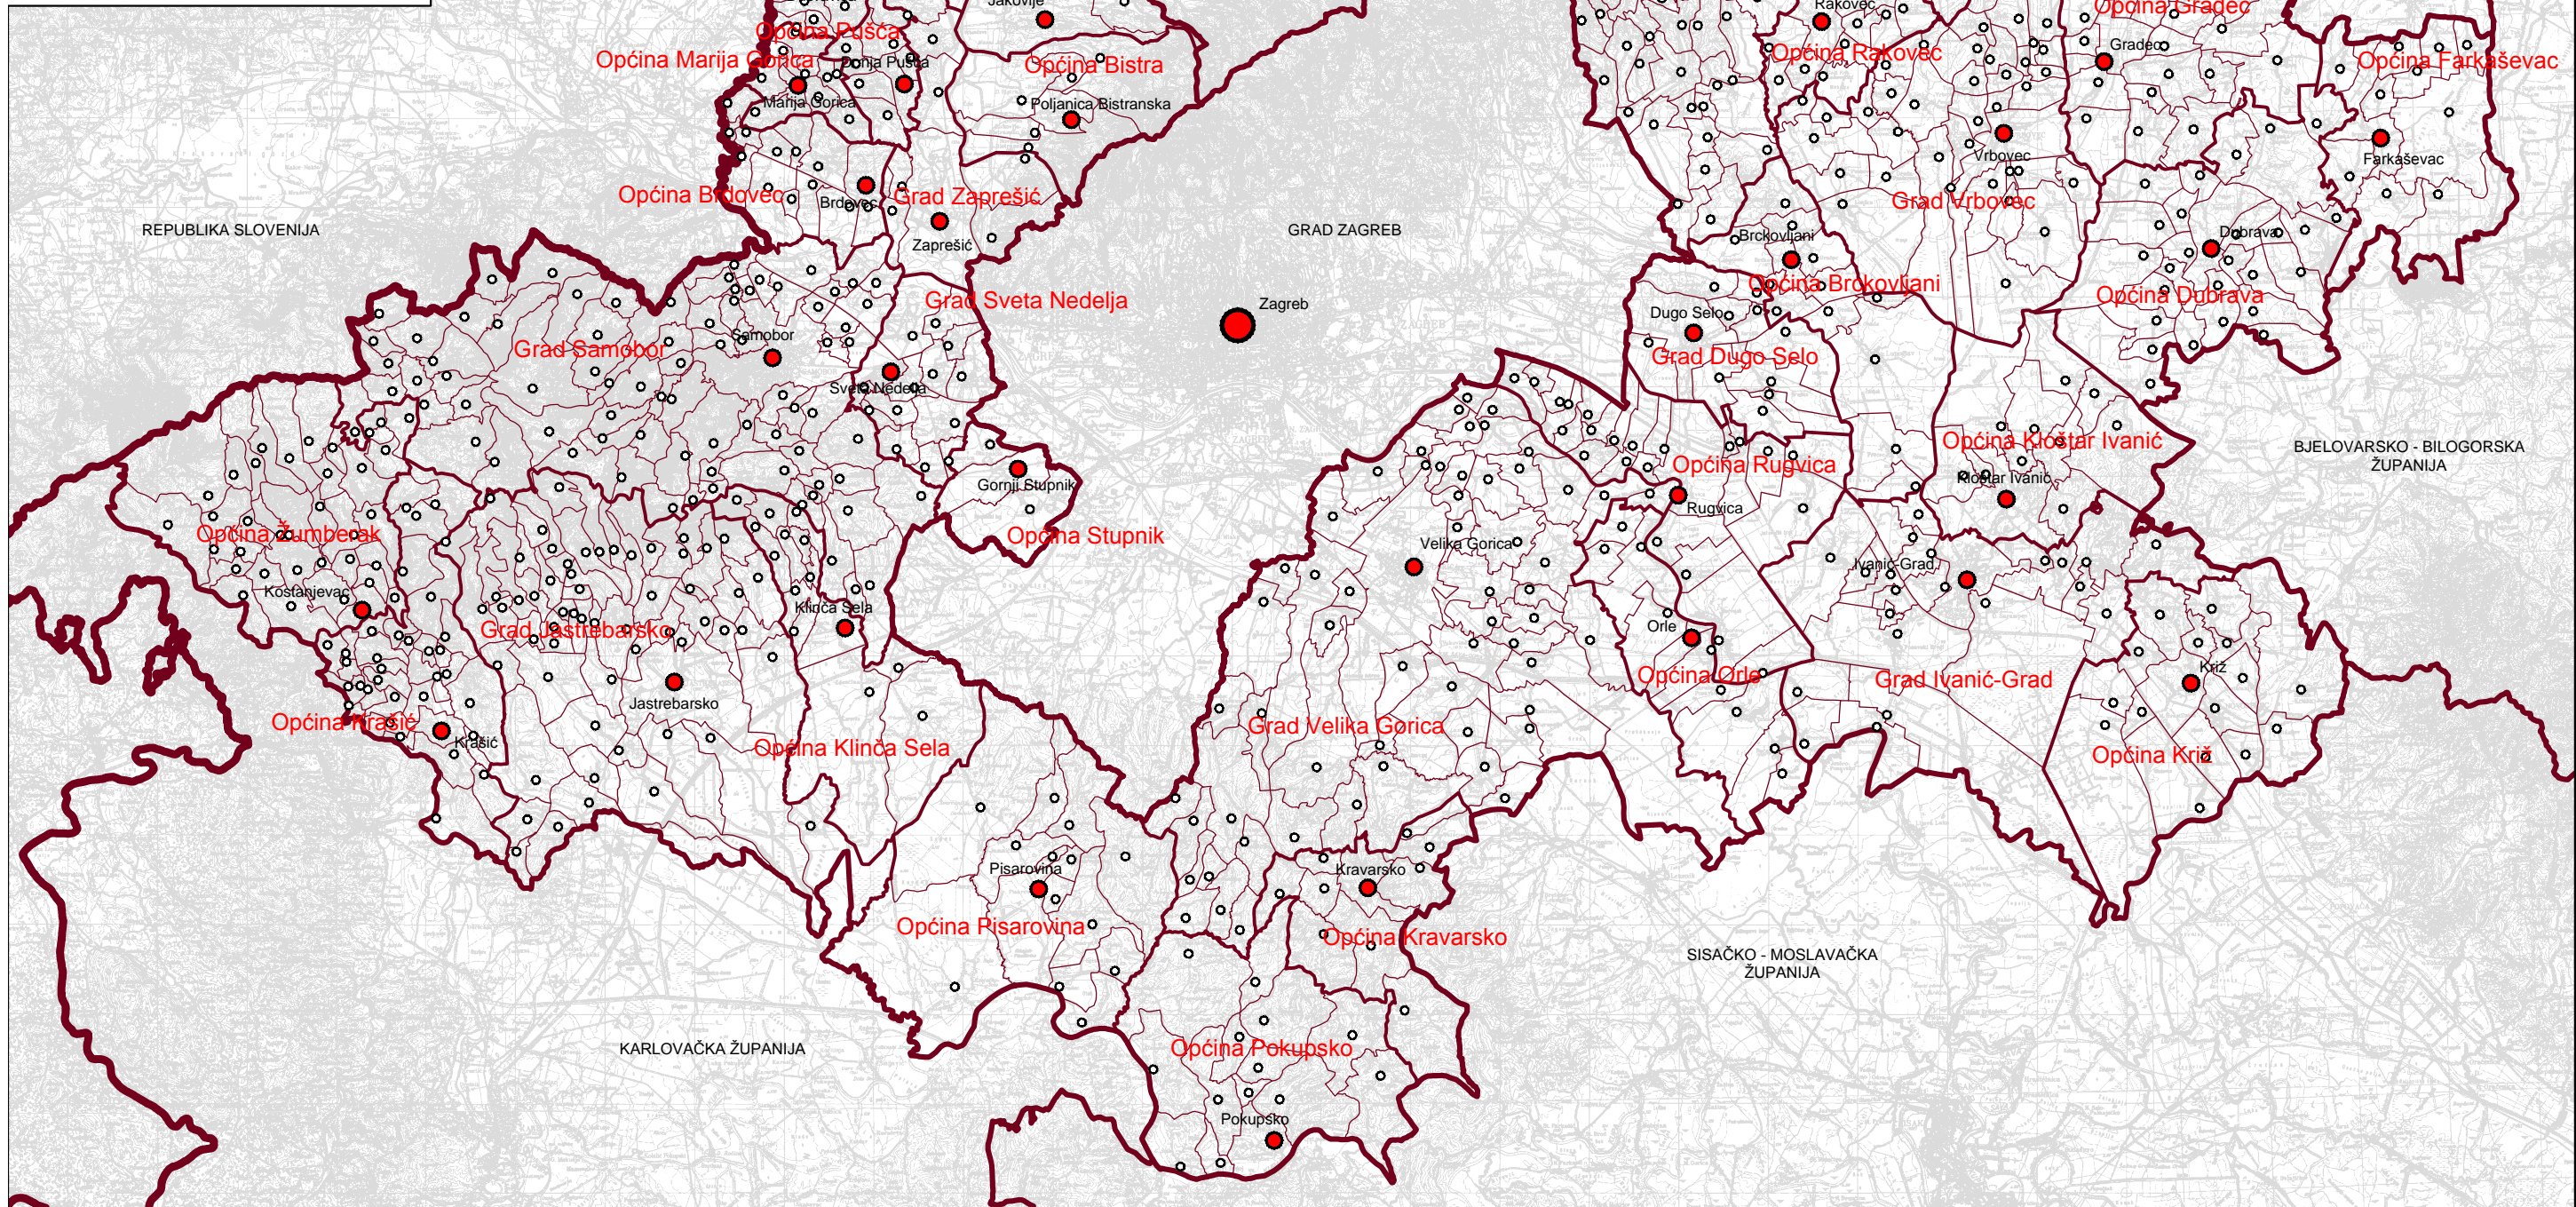 Jakovlje
Rakovec
Općina Gradec
Općina Pušća
Općina Marija Gorica
Donja Pušća
Općina Bistra
Općina Rakovec
Gradec
Općina Farkaševac
Marija Gorica
Poljanica Bistranska
Vrbovec
Farkaševac
Općina Brdovec
Brdovec
Grad Zaprešić
Grad Vrbovec
REPUBLIKA SLOVENIJA
GRAD ZAGREB
Zaprešić
Brckovljani
Dubrava
Općina Brckovljani
Općina Dubrava
Grad Sveta Nedelja
Zagreb
Dugo Selo
Samobor
Grad Samobor
Grad Dugo Selo
Sveta Nedelja
Općina Kloštar Ivanić
BJELOVARSKO - BILOGORSKA
ŽUPANIJA
Općina Rugvica
Gornji Stupnik
Kloštar Ivanić
Rugvica
Općina Žumberak
Općina Stupnik
Velika Gorica
Ivanić-Grad
Kostanjevac
Klinča Sela
Grad Jastrebarsko
Orle
Općina Orle
Grad Ivanić-Grad
Križ
Jastrebarsko
Općina Krašić
Krašić
Općina Klinča Sela
Grad Velika Gorica
Općina Križ
Pisarovina
Kravarsko
Općina Pisarovina
Općina Kravarsko
SISAČKO - MOSLAVAČKA
ŽUPANIJA
KARLOVAČKA ŽUPANIJA
Općina Pokupsko
Pokupsko